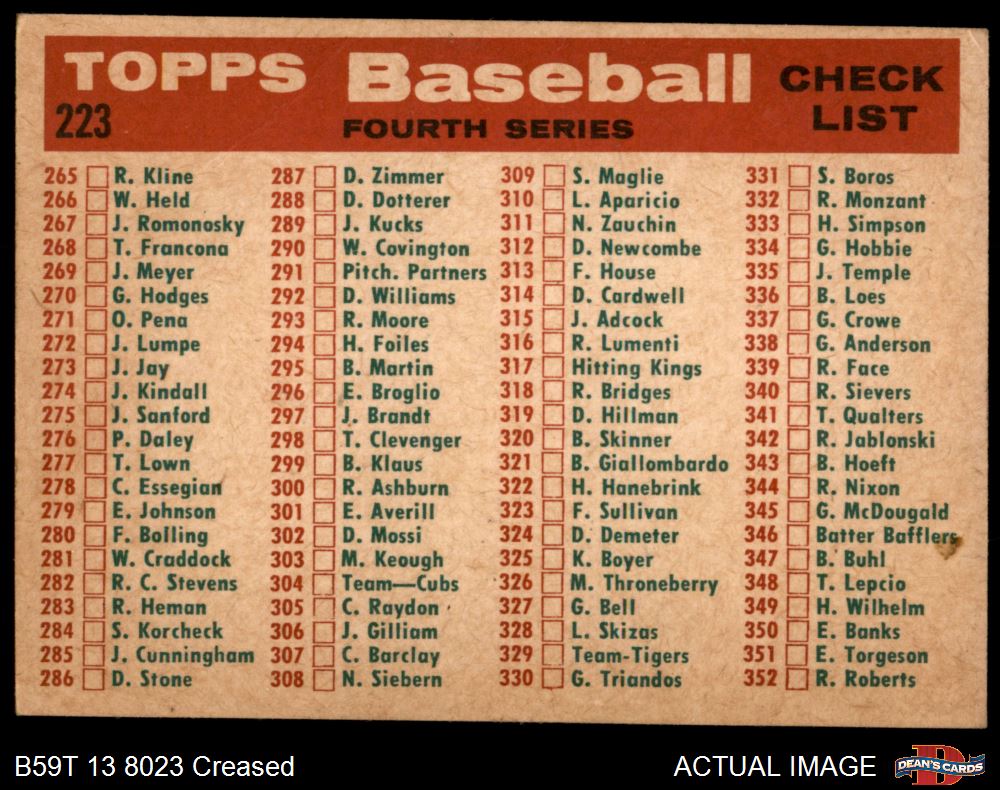 TOPPS Baseball CHECK LIST
223 FOURTH SERIES
265 R. Kline
266 W. Held
267 J. Romonosky
268 T. Francona
269 J. Meyer
270 G. Hodges
271 O. Pena
272 J. Lumpe
273 J. Jay
274 J. Kindall
275 J. Sanford
276 P. Daley
277 T. Lown
278 C. Essegian
279 E. Johnson
280 F. Bolling
281 W. Craddock
282 R. C. Stevens
283 R. Heman
284 S. Korcheck
285 J. Cunningham
286 D. Stone
287 D. Zimmer
288 D. Dotterer
289 J. Kucks
290 W. Covington
291 Pitch. Partners
292 D. Williams
293 R. Moore
294 H. Foiles
295 B. Martin
296 E. Broglio
297 J. Brandt
298 T. Clevenger
299 B. Klaus
300 R. Ashburn
301 E. Averill
302 D. Mossi
303 M. Keough
304 Team—Cubs
305 C. Raydon
306 J. Gilliam
307 C. Barclay
308 N. Siebern
309 S. Maglie
310 L. Aparicio
311 N. Zauchin
312 D. Newcombe
313 F. House
314 D. Cardwell
315 J. Adcock
316 R. Lumenti
317 Hitting Kings
318 R. Bridges
319 D. Hillman
320 B. Skinner
321 B. Giallombardo
322 H. Hanebrink
323 F. Sullivan
324 D. Demeter
325 K. Boyer
326 M. Throneberry
327 G. Bell
328 L. Skizas
329 Team-Tigers
330 G. Triandos
331 S. Boros
332 R. Monzant
333 H. Simpson
334 G. Hobbie
335 J. Temple
336 B. Loes
337 G. Crowe
338 G. Anderson
339 R. Face
340 R. Sievers
341 T. Qualters
342 R. Jablonski
343 B. Hoeft
344 R. Nixon
345 G. McDougald
346 Batter Bafflers
347 B. Buhl
348 T. Lepcio
349 H. Wilhelm
350 E. Banks
351 E. Torgeson
352 R. Roberts
B59T 13 8023 Creased
ACTUAL IMAGE
DEAN'S CARDS